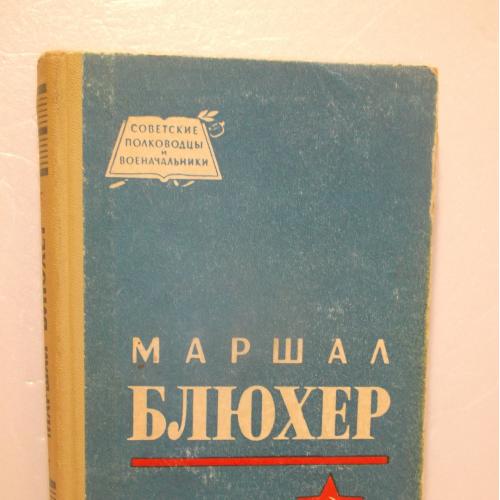 СОВЕТСКИЕ
ПОЛКОВОДЦЫ
И
ВОЕНАЧАЛЬНИКИ
МАРШАЛ
БЛЮХЕР